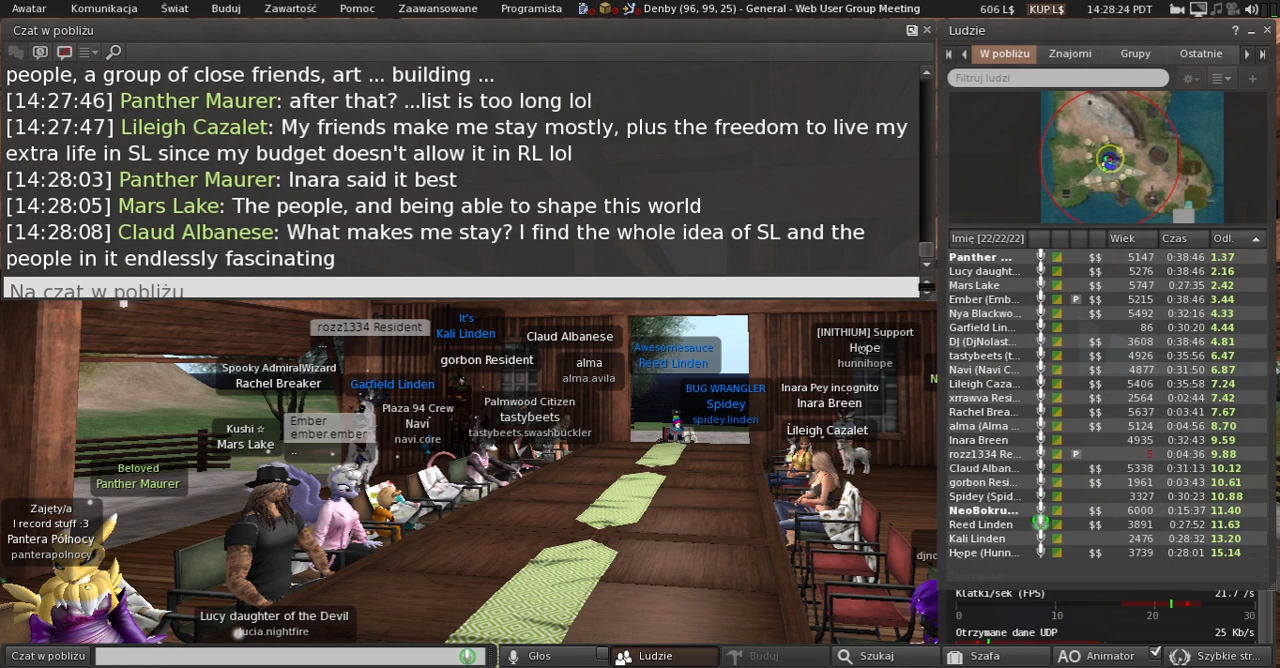 Awatar Komunikacja Świat Buduj Zawartość Pomoc Zaawansowane Programista Denby (96, 99, 25) - General - Web User Group Meeting 606 L$ KUP L$ 14:28:24 PDT
Czat w pobliżu
people, a group of close friends, art ... building ...
[14:27:46] Panther Maurer: after that? ...list is too long lol
[14:27:47] Lileigh Cazalet: My friends make me stay mostly, plus the freedom to live my
extra life in SL since my budget doesn't allow it in RL lol
[14:28:03] Panther Maurer: Inara said it best
[14:28:05] Mars Lake: The people, and being able to shape this world
[14:28:08] Claud Albanese: What makes me stay? I find the whole idea of SL and the
people in it endlessly fascinating
Na czat w pobliżu
rozz1334 Resident
...
It's
Kali Linden
Claud Albanese
gorbon Resident
alma
alma.avila
Awesomesauce
Reed Linden
[INITHIUM] Support
Hope
hunnihope
Spooky AdmiralWizard
Rachel Breaker
Garfield Linden
BUG WRANGLER
Spidey
spidey.linden
Inara Pey incognito
Inara Breen
Palmwood Citizen
tastybeets
tastybeets.swashbuckler
Plaza 94 Crew
Naví
navi.core
Ember
ember.ember
..
Kushi ☆
Mars Lake
Lileigh Cazalet
Beloved
Panther Maurer
Zajęty/a
I record stuff :3
Pantera Północy
panterapolnocy
djnc
N
Lucy daughter of the Devil
lucia.nightfire
Ludzie
? _ ×
W pobliżu Znajomi Grupy Ostatnie
Filtruj ludzi
Imię [22/22/22] Wiek Czas Odl.
Panther ... $$ 5147 0:38:46 1.37
Lucy daught... $$ 5276 0:38:46 2.16
Mars Lake $$ 5747 0:27:35 2.42
Ember (Emb... P $$ 5215 0:38:46 3.44
Nya Blackwo... $$ 5492 0:32:16 4.33
Garfield Lin... 86 0:30:20 4.44
DJ (DjNolast... $$ 3608 0:38:46 4.81
tastybeets (t... $$ 4926 0:35:56 6.47
Navi (Navi C... $$ 4877 0:31:50 6.87
Lileigh Caza... $$ 5406 0:35:58 7.24
xrrawva Resi... $$ 2564 0:02:44 7.42
Rachel Brea... $$ 5637 0:03:41 7.67
alma (Alma ... $$ 5124 0:04:56 8.70
Inara Breen 4935 0:32:43 9.59
rozz1334 Re... P 5 0:04:36 9.88
Claud Alban... $$ 5338 0:31:13 10.12
gorbon Resi... $$ 1961 0:03:43 10.61
Spidey (Spid... $$ 3327 0:30:23 10.88
NeoBokru... $$ 6000 0:15:37 11.40
Reed Linden $$ 3891 0:27:52 11.63
Kali Linden 2476 0:28:32 13.20
Hope (Hunn... $$ 3739 0:28:01 15.14
Klatki/sek (FPS) 21.7 /s
0 10 20 30
Otrzymane dane UDP 25 Kb/s
Czat w pobliżu Głos Ludzie Buduj Szukaj Szafa AO Animator Szybkie str...